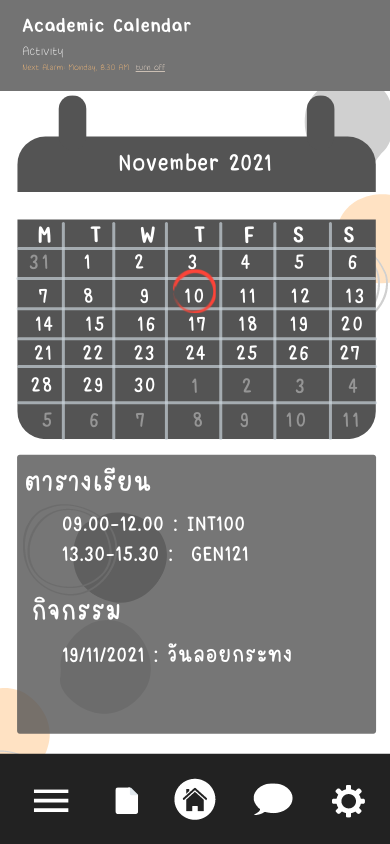 Academic Calendar
Activity
Next Alarm: Monday, 8.30 AM turn off
November 2021
M T W T F S S
31 1 2 3 4 5 6
7 8 9 10 11 12 13
14 15 16 17 18 19 20
21 22 23 24 25 26 27
28 29 30 1 2 3 4
5 6 7 8 9 10 11
ตารางเรียน
09.00-12.00 : INT100
13.30-15.30 : GEN121
กิจกรรม
19/11/2021 : วันลอยกระทง